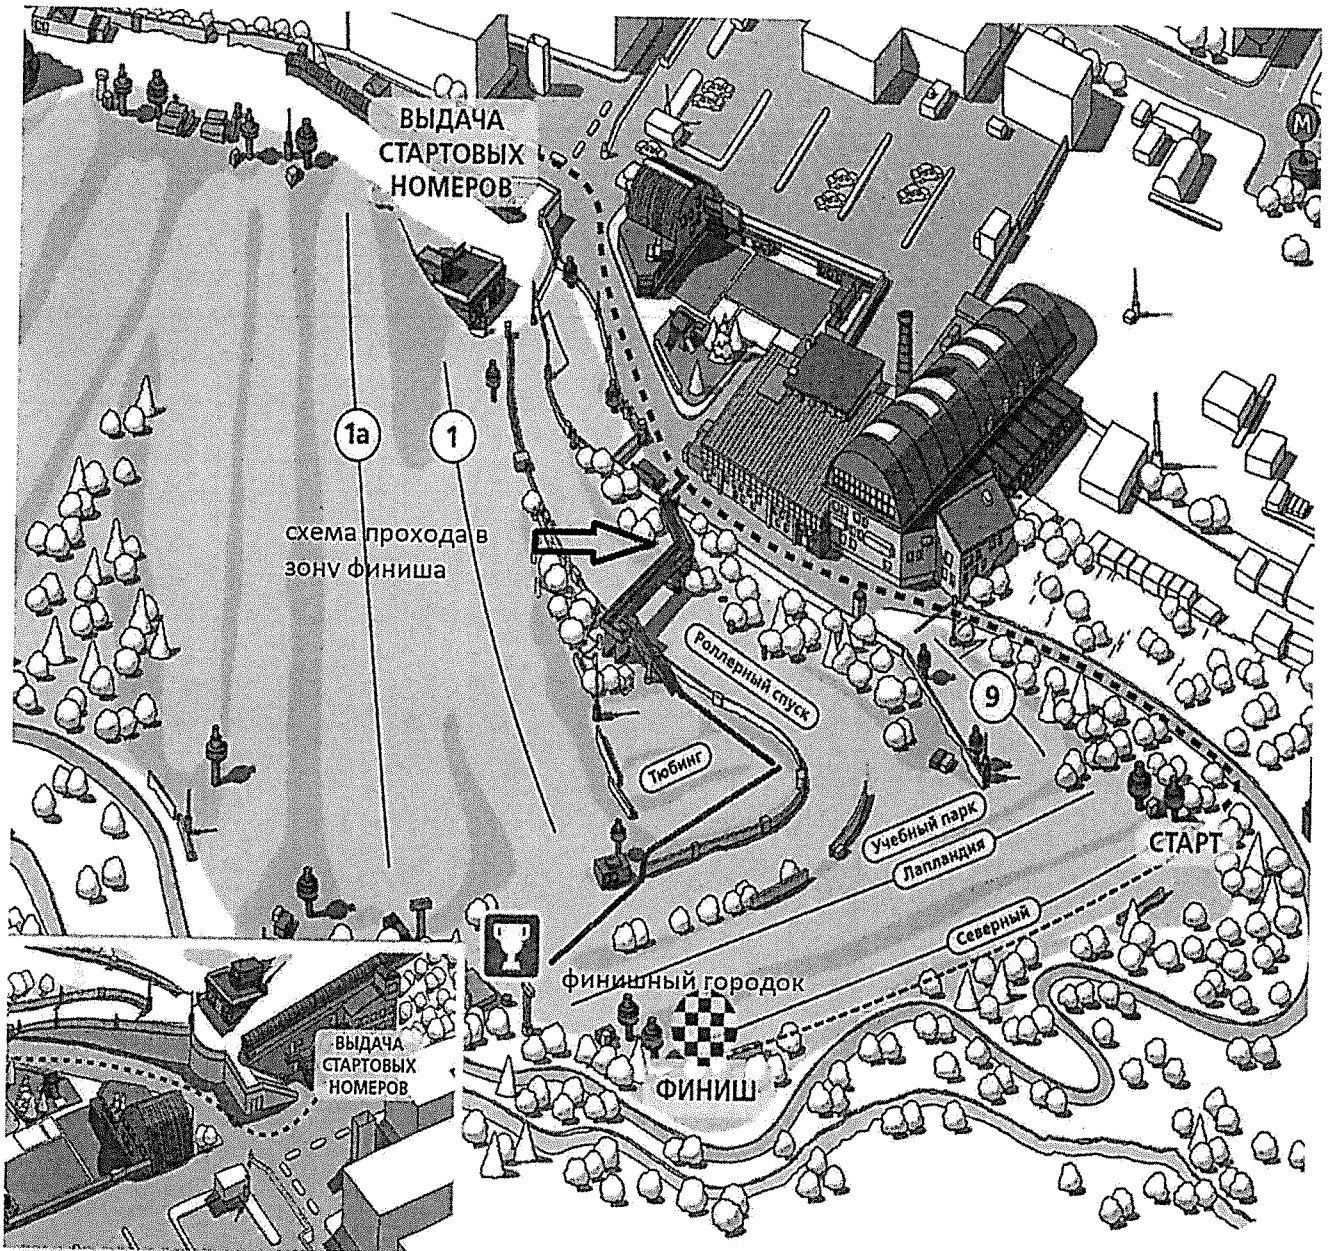 ВЫДАЧА
СТАРТОВЫХ
НОМЕРОВ
М
1а
1
схема прохода в
зону финиша
Роллерный спуск
9
Тюбинг
Учебный парк
Лапландия
СТАРТ
Северный
финишный городок
ФИНИШ
ВЫДАЧА
СТАРТОВЫХ
НОМЕРОВ